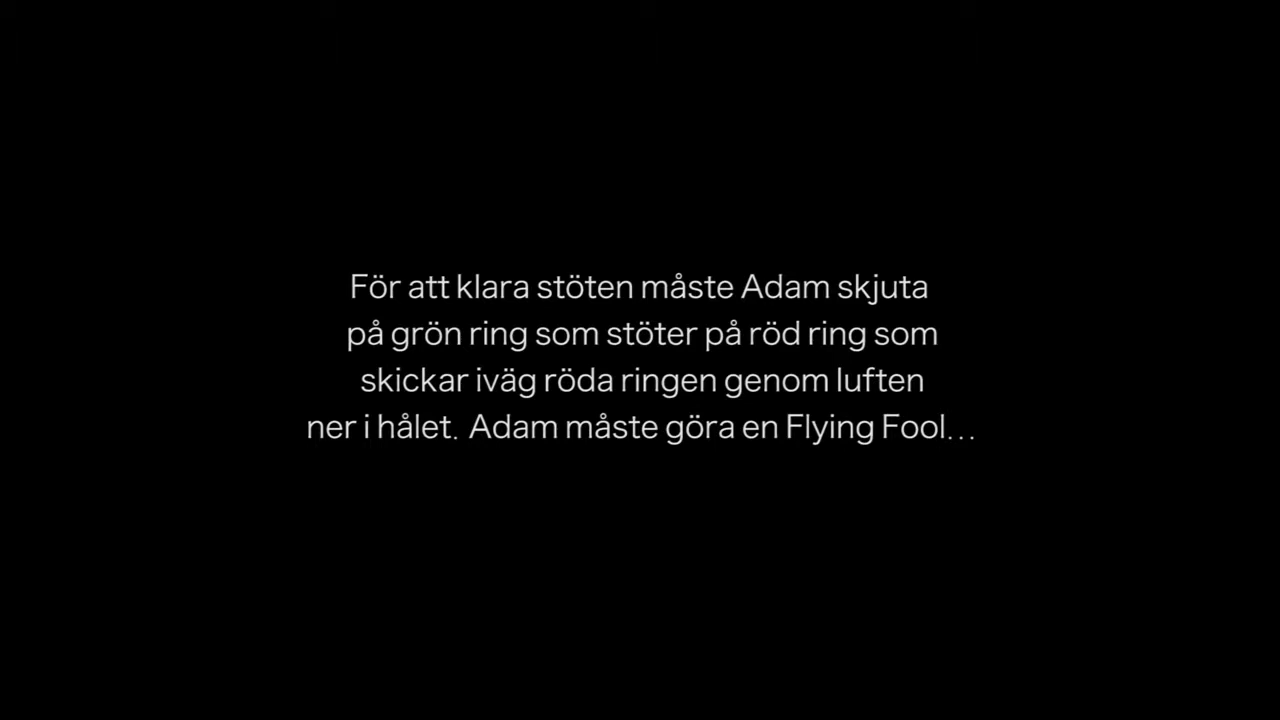 För att klara stöten måste Adam skjuta
på grön ring som stöter på röd ring som
skickar iväg röda ringen genom luften
ner i hålet. Adam måste göra en Flying Fool...